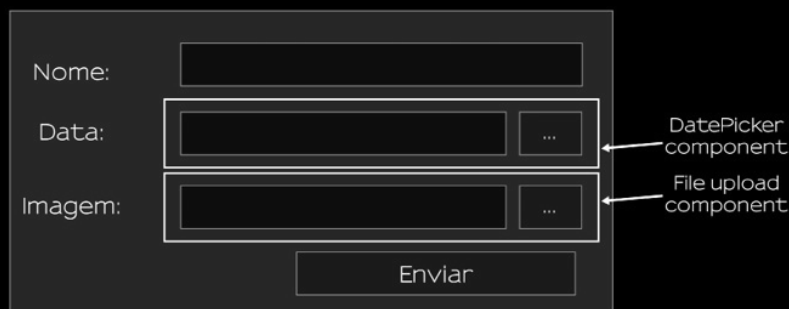 Nome:
Data:
...
DatePicker
component
Imagem:
...
File upload
component
Enviar